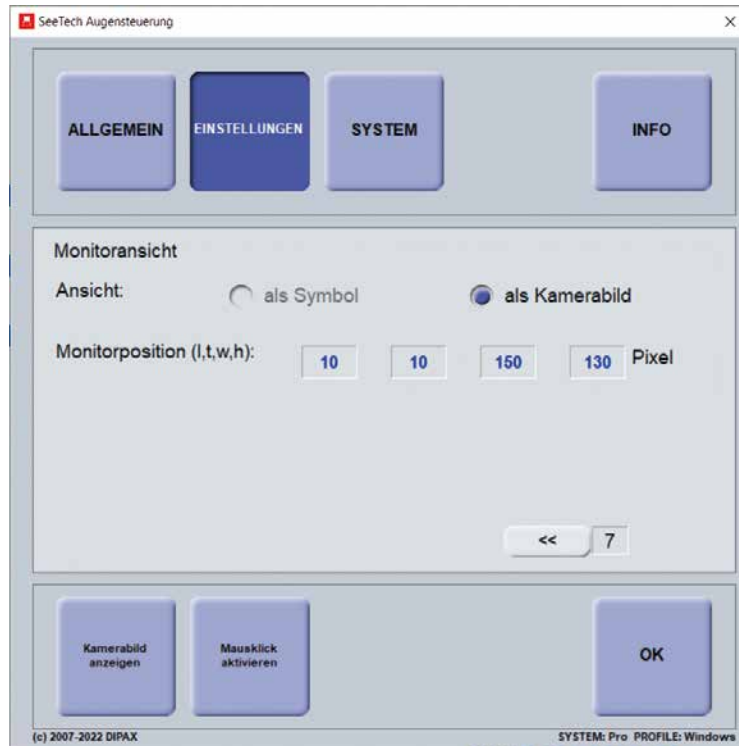 SeeTech Augensteuerung
ALLGEMEIN
EINSTELLUNGEN
SYSTEM
INFO
Monitoransicht
Ansicht: als Symbol als Kamerabild
Monitorposition (l,t,w,h): 10 10 150 130 Pixel
<< 7
Kamerabild
anzeigen
Mausklick
aktivieren
OK
(c) 2007-2022 DIPAX
SYSTEM: Pro PROFILE: Windows